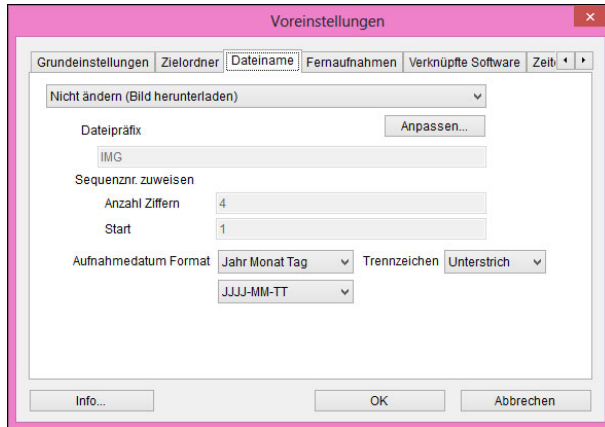 Voreinstellungen
Grundeinstellungen Zielordner Dateiname Fernaufnahmen Verknüpfte Software
Nicht ändern (Bild herunterladen)
Dateipräfix Anpassen...
IMG
Sequenznr. zuweisen
Anzahl Ziffern 4
Start 1
Aufnahmedatum Format Jahr Monat Tag Trennzeichen Unterstrich
JJJJ-MM-TT
Info... OK Abbrechen